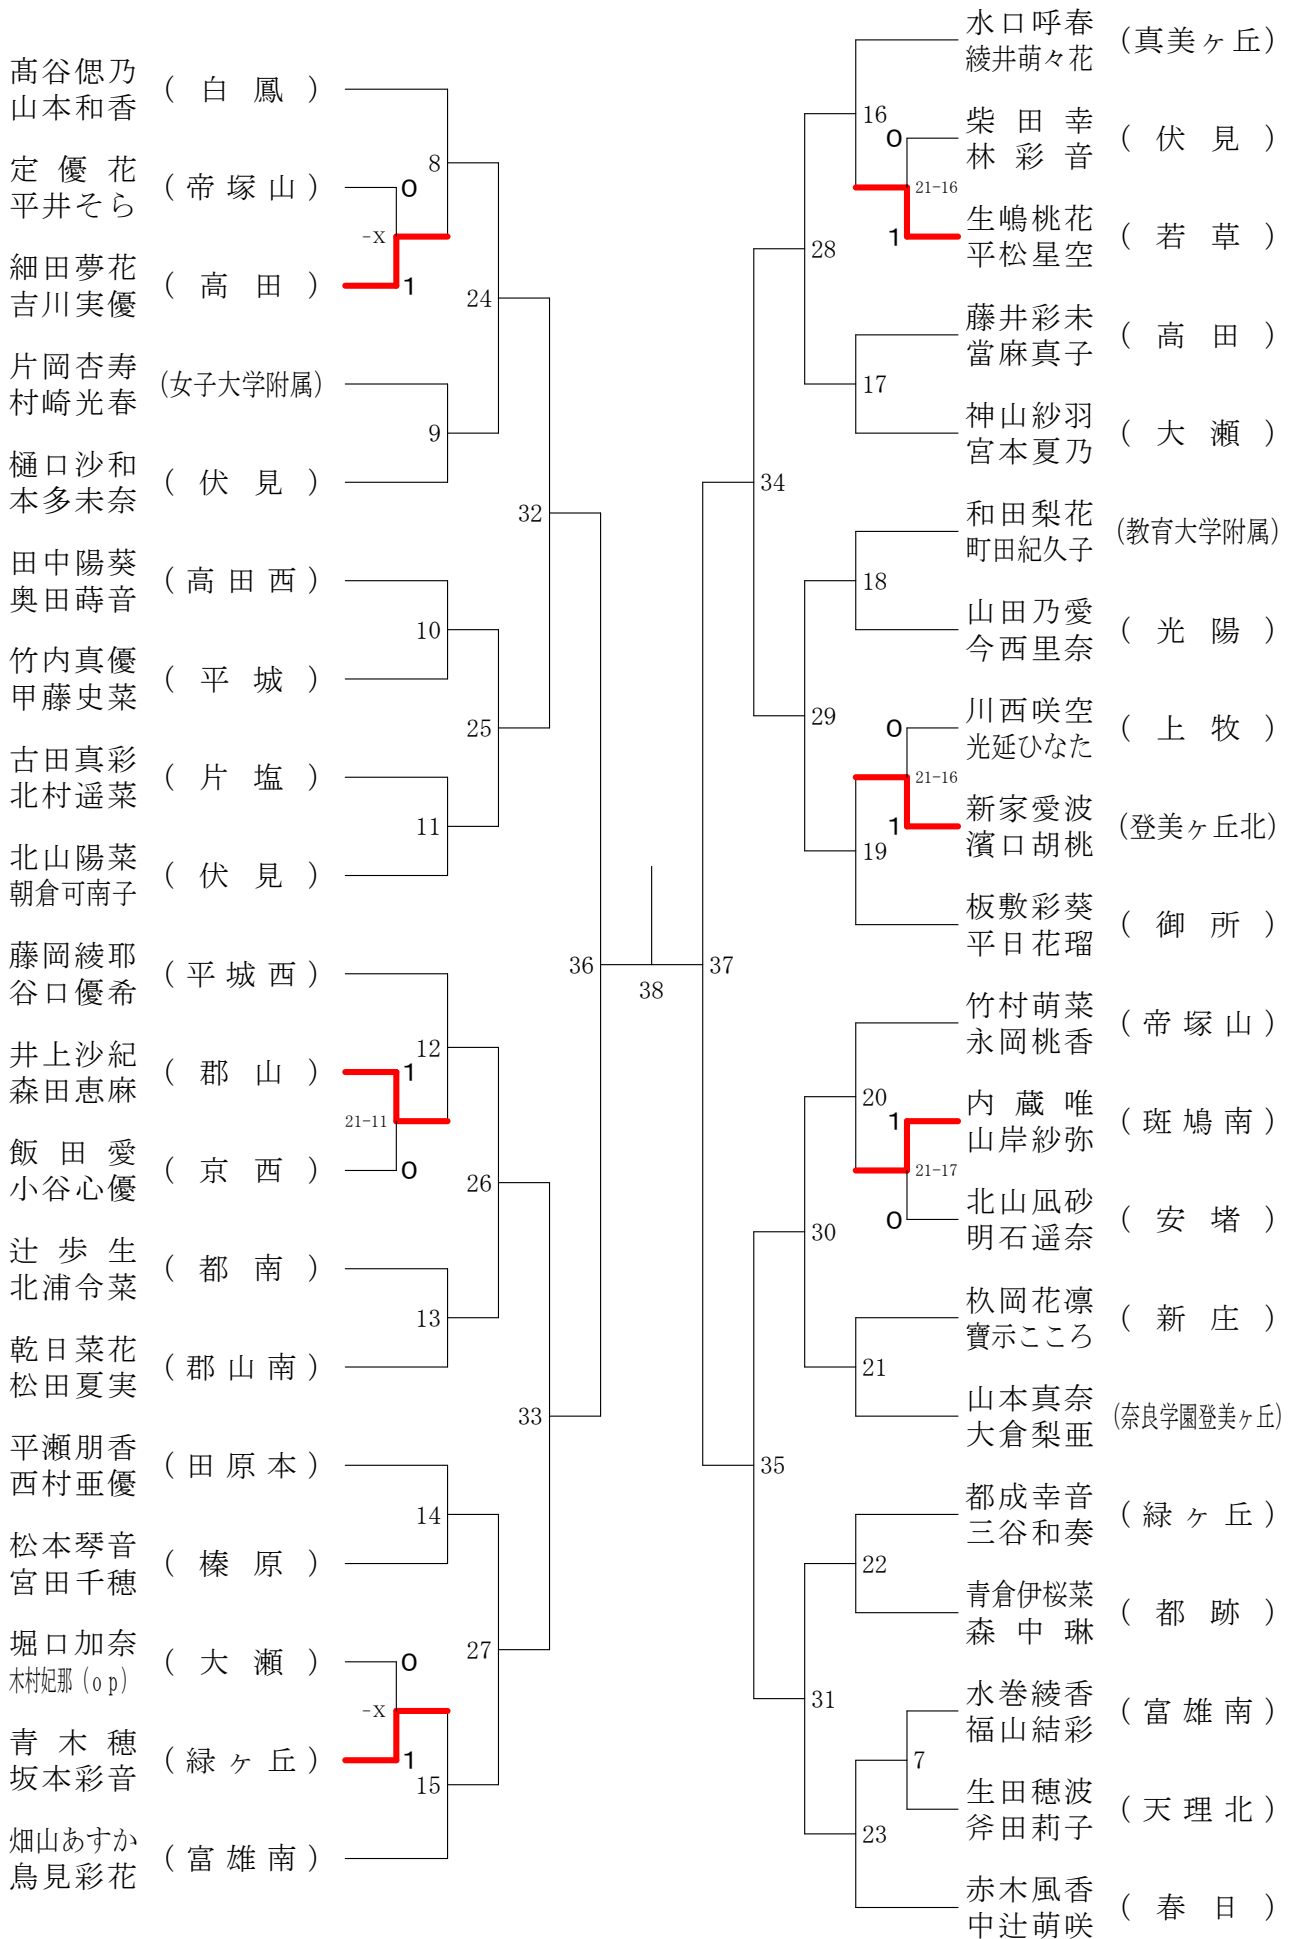 髙谷偲乃
山本和香
(白鳳)
定優花
平井そら
(帝塚山)
0
-X
細田夢花
吉川実優
(高田)
1
8
片岡杏寿
村崎光春
(女子大学附属)
9
樋口沙和
本多未奈
(伏見)
24
田中陽葵
奥田蒔音
(高田西)
10
竹内真優
甲藤史菜
(平城)
25
古田真彩
北村遥菜
(片塩)
11
北山陽菜
朝倉可南子
(伏見)
32
藤岡綾耶
谷口優希
(平城西)
12
井上沙紀
森田恵麻
(郡山)
1
21-11
飯田愛
小谷心優
(京西)
0
26
辻歩生
北浦令菜
(都南)
13
乾日菜花
松田夏実
(郡山南)
33
平瀬朋香
西村亜優
(田原本)
14
松本琴音
宮田千穂
(榛原)
27
堀口加奈
木村妃那(op)
(大瀬)
0
-X
青木穂
坂本彩音
(緑ヶ丘)
1
15
畑山あすか
鳥見彩花
(富雄南)
36
38
37
水口呼春
綾井萌々花
(真美ヶ丘)
16
柴田幸
林彩音
(伏見)
0
21-16
生嶋桃花
平松星空
(若草)
1
28
藤井彩未
當麻真子
(高田)
17
神山紗羽
宮本夏乃
(大瀬)
34
和田梨花
町田紀久子
(教育大学附属)
18
山田乃愛
今西里奈
(光陽)
29
川西咲空
光延ひなた
(上牧)
0
21-16
新家愛波
濱口胡桃
(登美ヶ丘北)
1
19
板敷彩葵
平日花瑠
(御所)
竹村萌菜
永岡桃香
(帝塚山)
20
内蔵唯
山岸紗弥
(斑鳩南)
1
21-17
北山凪砂
明石遥奈
(安堵)
0
30
杦岡花凛
寶示こころ
(新庄)
21
山本真奈
大倉梨亜
(奈良学園登美ヶ丘)
35
都成幸音
三谷和奏
(緑ヶ丘)
22
青倉伊桜菜
森中琳
(都跡)
31
水巻綾香
福山結彩
(富雄南)
7
生田穂波
斧田莉子
(天理北)
23
赤木風香
中辻萌咲
(春日)